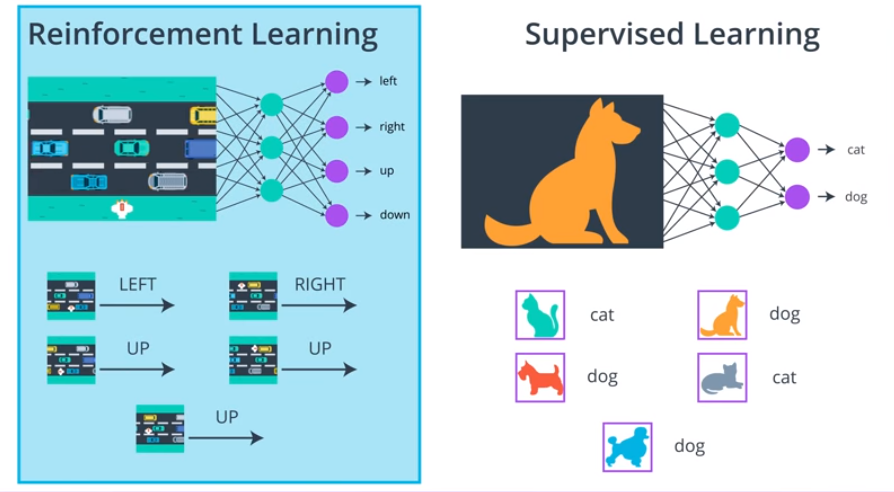 Reinforcement Learning
left
right
up
down
LEFT
RIGHT
UP
UP
UP
Supervised Learning
cat
dog
cat
dog
dog
cat
dog